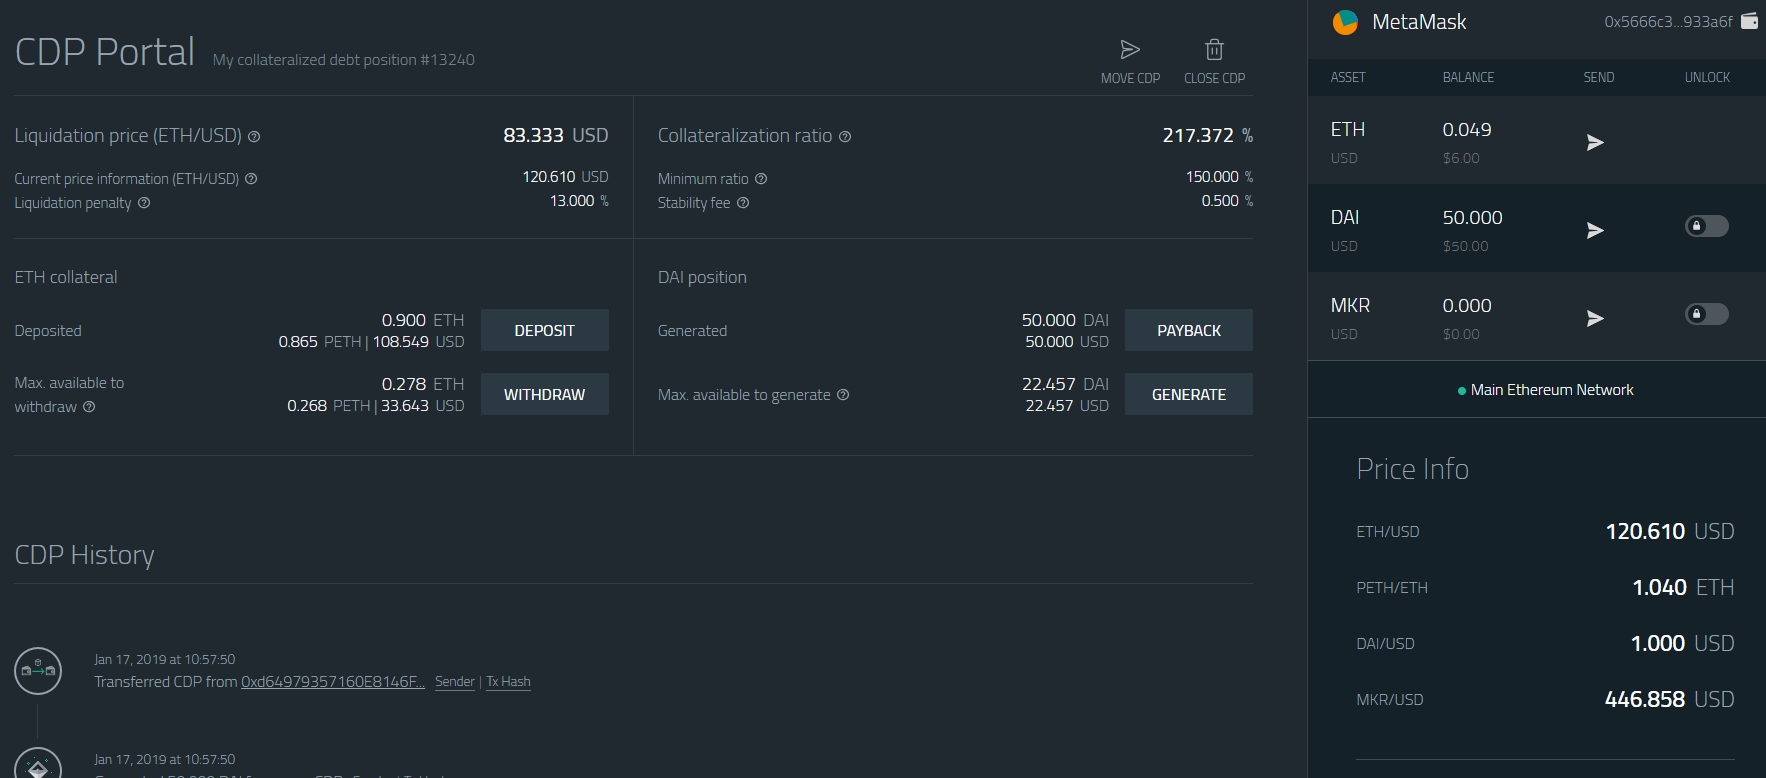 CDP Portal My collateralized debt position #13240
MOVE CDP CLOSE CDP
Liquidation price (ETH/USD) 83.333 USD
Current price information (ETH/USD) 120.610 USD
Liquidation penalty 13.000 %
Collateralization ratio 217.372 %
Minimum ratio 150.000 %
Stability fee 0.500 %
ETH collateral
Deposited 0.900 ETH
0.865 PETH | 108.549 USD
DEPOSIT
Max. available to withdraw 0.278 ETH
0.268 PETH | 33.643 USD
WITHDRAW
DAI position
Generated 50.000 DAI
50.000 USD
PAYBACK
Max. available to generate 22.457 DAI
22.457 USD
GENERATE
CDP History
Jan 17, 2019 at 10:57:50
Transferred CDP from 0xd64979357160E8146F... Sender | Tx Hash
Jan 17, 2019 at 10:57:50
MetaMask 0x5666c3...933a6f
ASSET BALANCE SEND UNLOCK
ETH 0.049
USD $6.00
DAI 50.000
USD $50.00
MKR 0.000
USD $0.00
Main Ethereum Network
Price Info
ETH/USD 120.610 USD
PETH/ETH 1.040 ETH
DAI/USD 1.000 USD
MKR/USD 446.858 USD